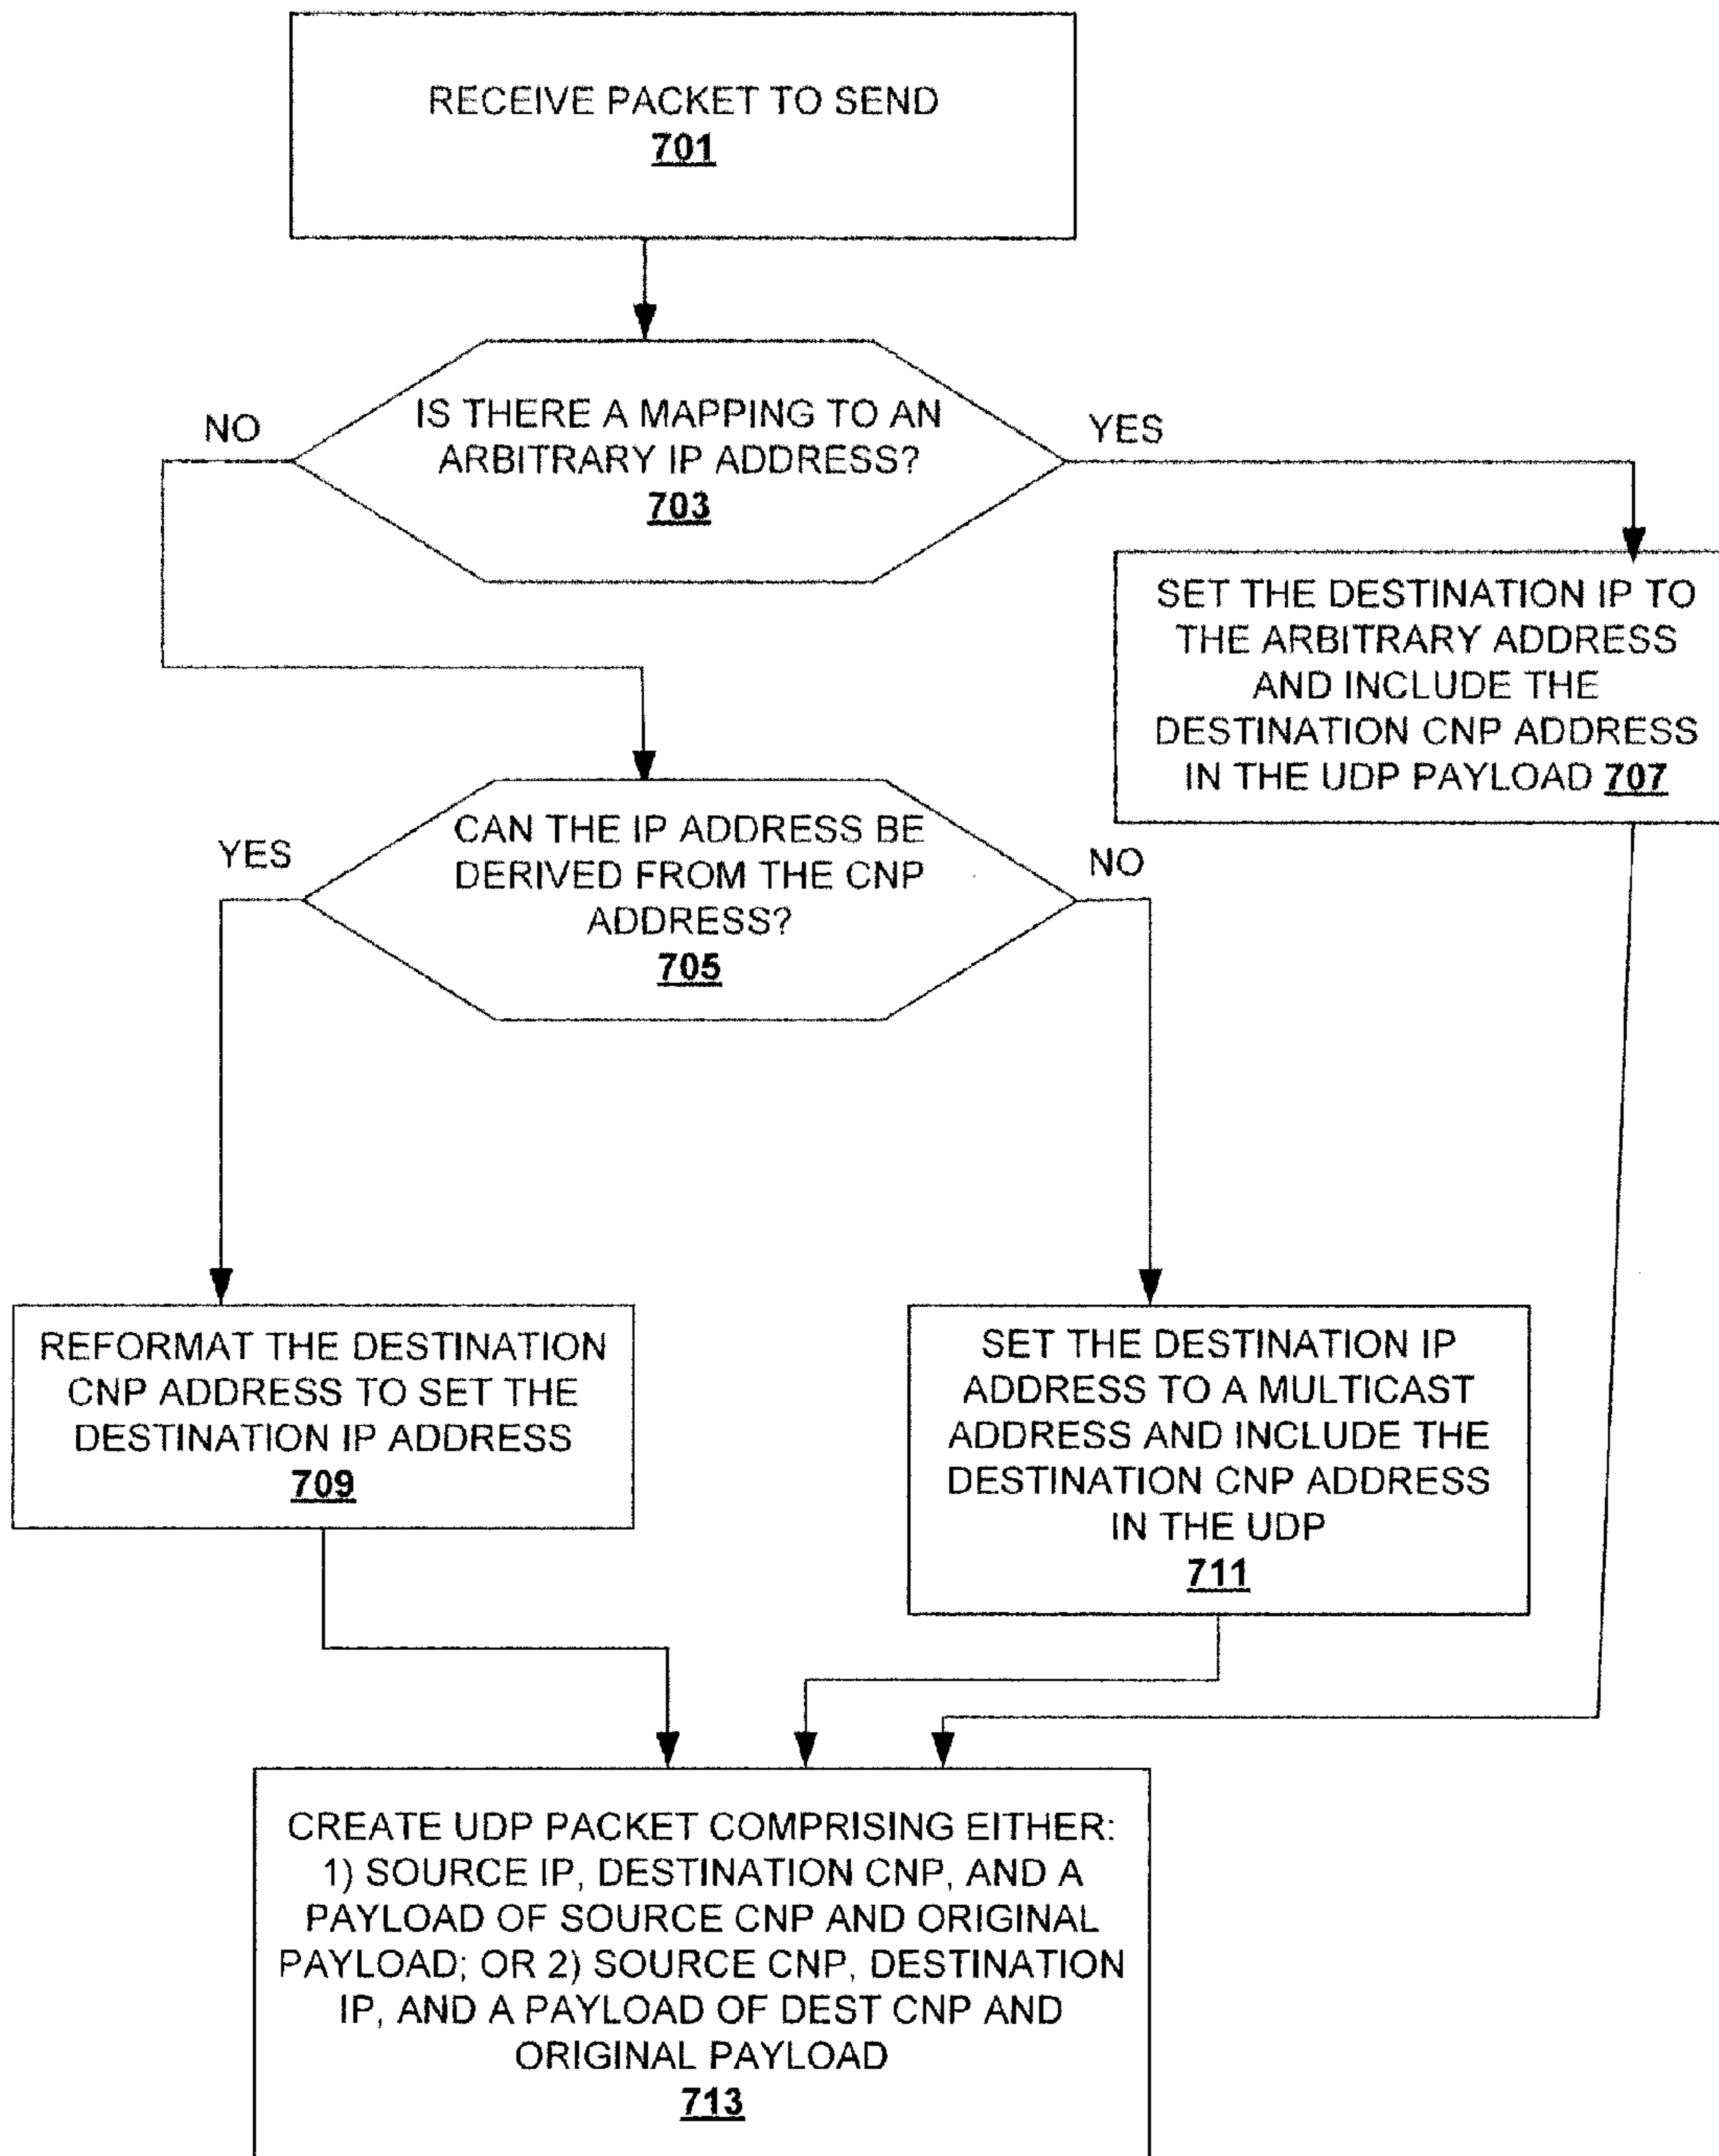 RECEIVE PACKET TO SEND
701
IS THERE A MAPPING TO AN
ARBITRARY IP ADDRESS?
703
NO
YES
SET THE DESTINATION IP TO
THE ARBITRARY ADDRESS
AND INCLUDE THE
DESTINATION CNP ADDRESS
IN THE UDP PAYLOAD 707
CAN THE IP ADDRESS BE
DERIVED FROM THE CNP
ADDRESS?
705
YES
NO
REFORMAT THE DESTINATION
CNP ADDRESS TO SET THE
DESTINATION IP ADDRESS
709
SET THE DESTINATION IP
ADDRESS TO A MULTICAST
ADDRESS AND INCLUDE THE
DESTINATION CNP ADDRESS
IN THE UDP
711
CREATE UDP PACKET COMPRISING EITHER:
1) SOURCE IP, DESTINATION CNP, AND A
PAYLOAD OF SOURCE CNP AND ORIGINAL
PAYLOAD; OR 2) SOURCE CNP, DESTINATION
IP, AND A PAYLOAD OF DEST CNP AND
ORIGINAL PAYLOAD
713